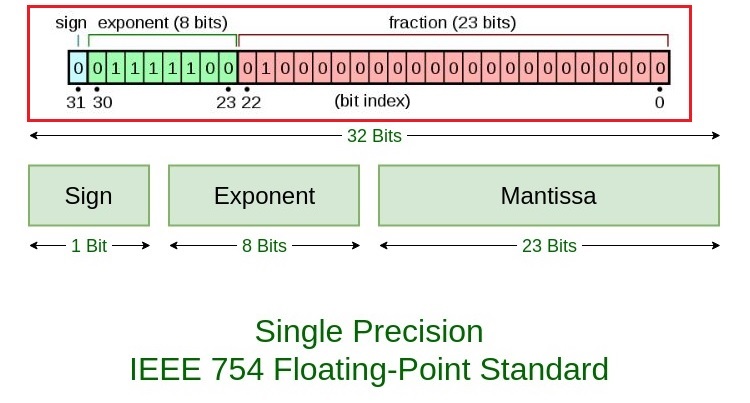 sign exponent (8 bits) fraction (23 bits)
0 0 1 1 1 1 1 0 0 0 1 0 0 0 0 0 0 0 0 0 0 0 0 0 0 0 0 0 0 0 0 0
31 30 23 22 (bit index) 0
32 Bits
Sign Exponent Mantissa
1 Bit 8 Bits 23 Bits
Single Precision
IEEE 754 Floating-Point Standard